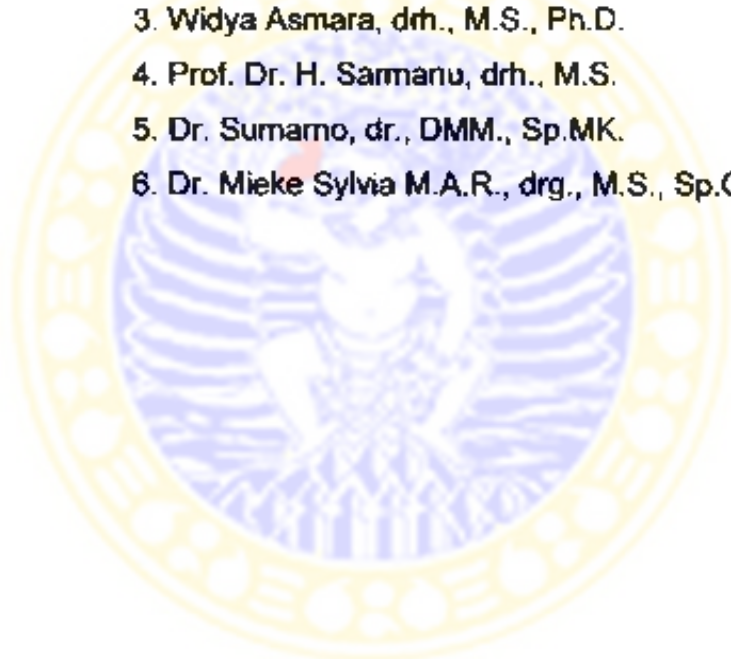 3. Widya Asmara, drh., M.S., Ph.D.
4. Prof. Dr. H. Sarmanu, drh., M.S.
5. Dr. Sumarno, dr., DMM., Sp.MK.
6. Dr. Mieke Sylvia M.A.R., drg., M.S., Sp.